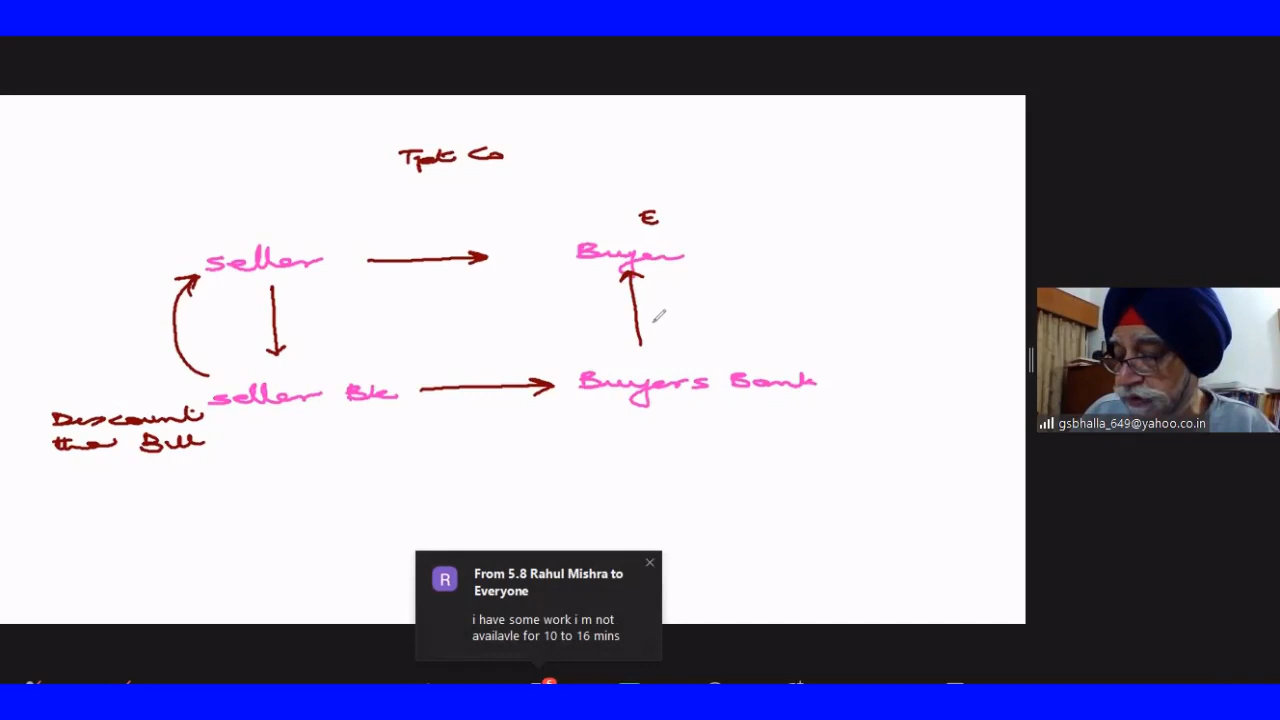 Tpt Co
E
Seller
Buyer
Seller Bk
Buyers Bank
Discount
the Bill
gsbhalla_649@yahoo.co.in
R
From 5.8 Rahul Mishra to
Everyone
i have some work i m not
availavle for 10 to 16 mins